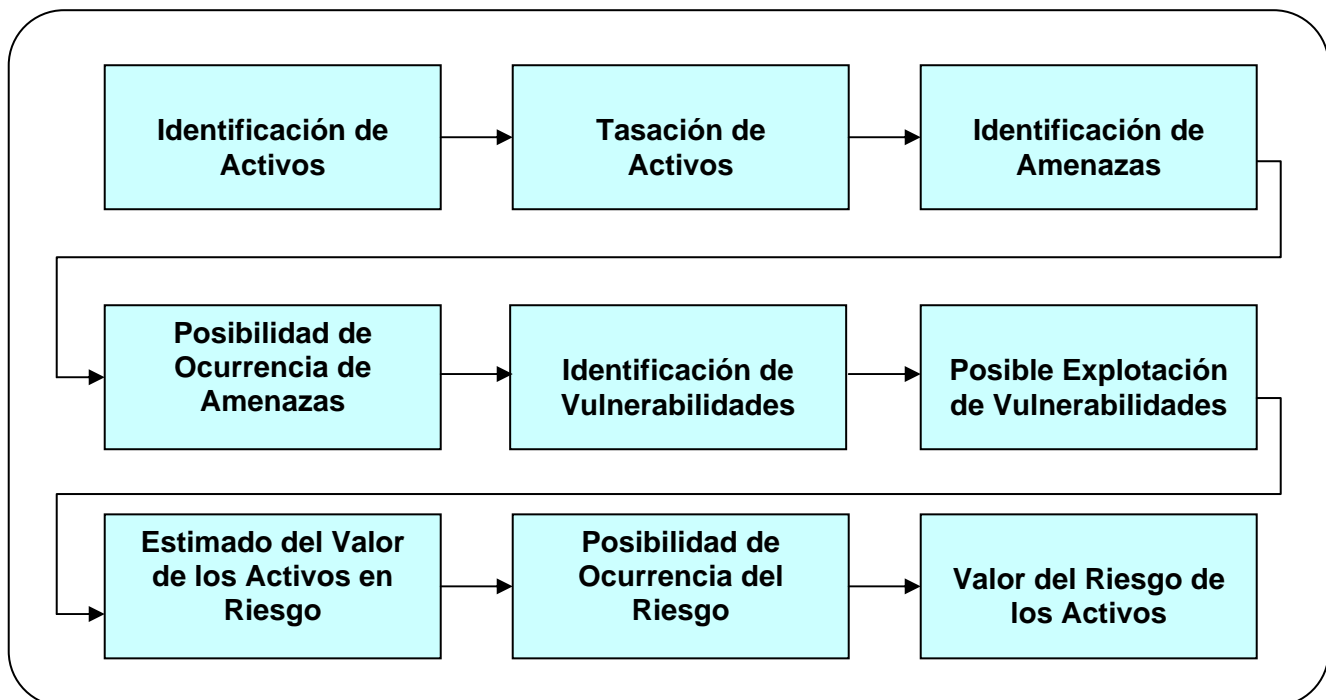 Identificación de
Activos
Tasación de
Activos
Identificación de
Amenazas
Posibilidad de
Ocurrencia de
Amenazas
Identificación de
Vulnerabilidades
Posible Explotación
de Vulnerabilidades
Estimado del Valor
de los Activos en
Riesgo
Posibilidad de
Ocurrencia del
Riesgo
Valor del Riesgo de
los Activos